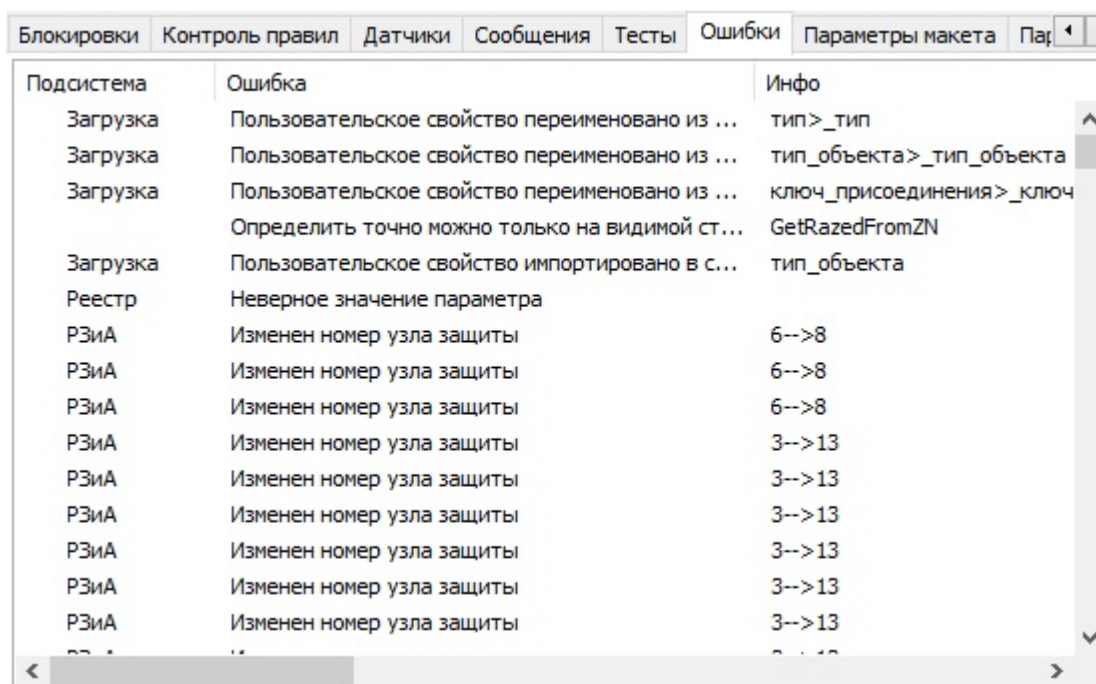 Блокировки Контроль правил Датчики Сообщения Тесты Ошибки Параметры макета
Подсистема Ошибка Инфо
Загрузка Пользовательское свойство переименовано из ... тип>_тип
Загрузка Пользовательское свойство переименовано из ... тип_объекта>_тип_объекта
Загрузка Пользовательское свойство переименовано из ... ключ_присоединения>_ключ
Определить точно можно только на видимой ст... GetRazedFromZN
Загрузка Пользовательское свойство импортировано в с... тип_объекта
Реестр Неверное значение параметра
РЗиА Изменен номер узла защиты 6-->8
РЗиА Изменен номер узла защиты 6-->8
РЗиА Изменен номер узла защиты 6-->8
РЗиА Изменен номер узла защиты 3-->13
РЗиА Изменен номер узла защиты 3-->13
РЗиА Изменен номер узла защиты 3-->13
РЗиА Изменен номер узла защиты 3-->13
РЗиА Изменен номер узла защиты 3-->13
РЗиА Изменен номер узла защиты 3-->13